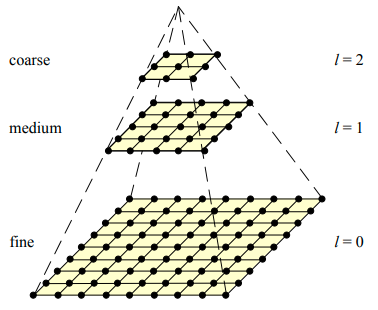 coarse l = 2
medium l = 1
fine l = 0